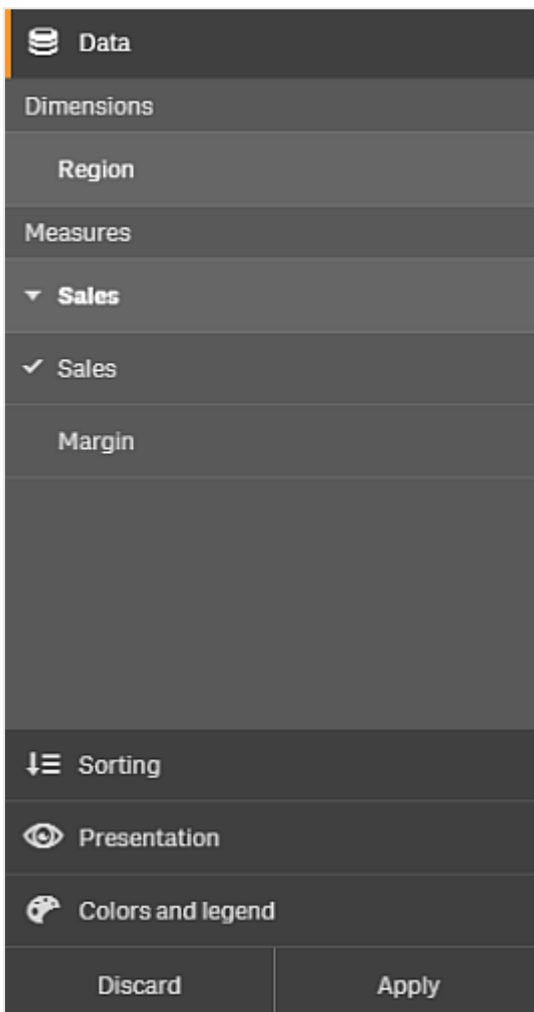 Data
Dimensions
Region
Measures
Sales
Sales
Margin
Sorting
Presentation
Colors and legend
Discard Apply